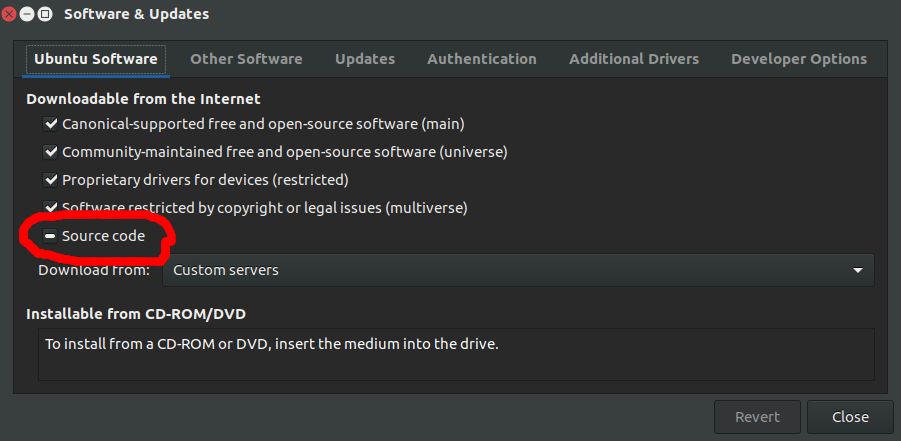 Software & Updates
Ubuntu Software Other Software Updates Authentication Additional Drivers Developer Options
Downloadable from the Internet
Canonical-supported free and open-source software (main)
Community-maintained free and open-source software (universe)
Proprietary drivers for devices (restricted)
Software restricted by copyright or legal issues (multiverse)
Source code
Download from: Custom servers
Installable from CD-ROM/DVD
To install from a CD-ROM or DVD, insert the medium into the drive.
Revert Close